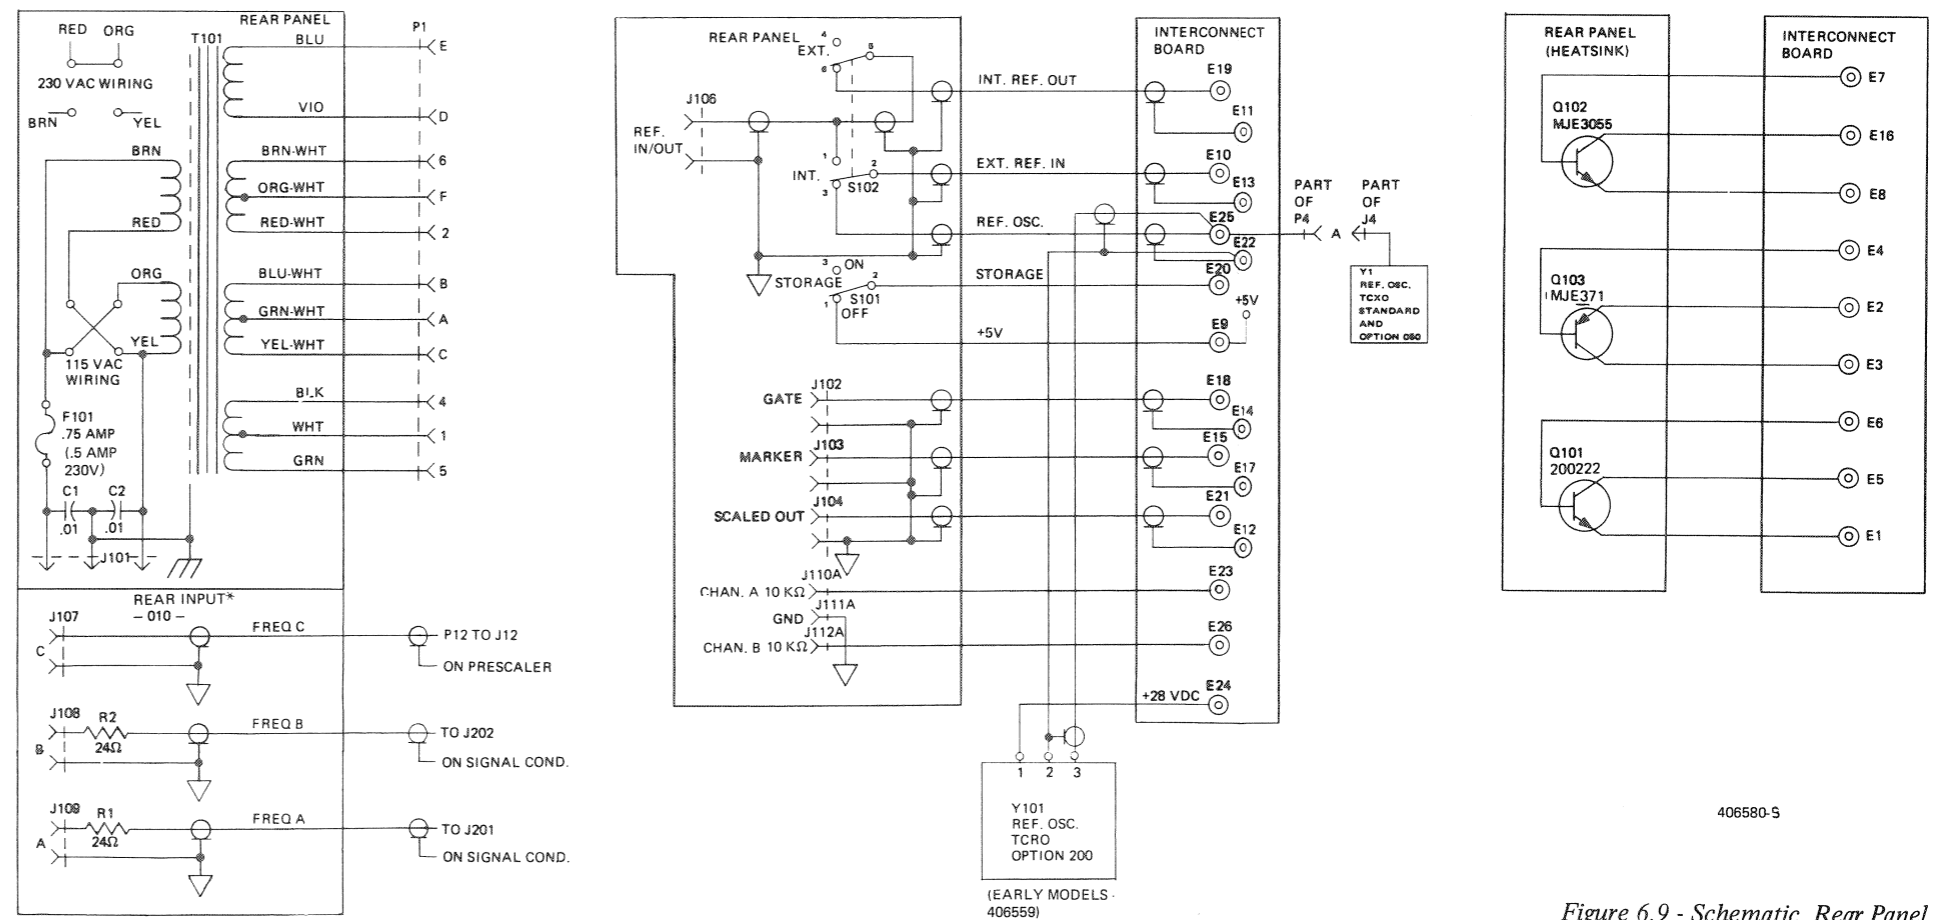 REAR PANEL
RED ORG
230 VAC WIRING
BRN YEL
T101
P1
BLU
E
VIO
D
BRN
BRN-WHT
6
ORG-WHT
F
RED
RED-WHT
2
ORG
BLU-WHT
B
GRN-WHT
A
YEL
YEL-WHT
C
115 VAC
WIRING
BLK
4
WHT
1
GRN
5
F101
.75 AMP
(.5 AMP
230V)
C1 C2
.01 .01
J101
REAR INPUT*
– 010 –
J107
C
FREQ C
P12 TO J12
ON PRESCALER
J108
R2
24Ω
B
FREQ B
TO J202
ON SIGNAL COND.
J109
R1
24Ω
A
FREQ A
TO J201
ON SIGNAL COND.
REAR PANEL
4
EXT.
5
6
J106
REF.
IN/OUT
1
INT.
2
3
S102
3 ON
STORAGE
2
1
S101
OFF
INT. REF. OUT
EXT. REF. IN
REF. OSC.
STORAGE
+5V
J102
GATE
J103
MARKER
J104
SCALED OUT
J110A
CHAN. A 10 KΩ
J111A
GND
J112A
CHAN. B 10 KΩ
INTERCONNECT
BOARD
E19
E11
E10
E13
E25
E22
E20
+5V
E9
E18
E14
E15
E17
E21
E12
E23
E26
+28 VDC E24
PART
OF
P4
A
PART
OF
J4
Y1
REF. OSC.
TCXO
STANDARD
AND
OPTION 080
1 2 3
Y101
REF. OSC.
TCRO
OPTION 200
(EARLY MODELS -
406559)
REAR PANEL
(HEATSINK)
INTERCONNECT
BOARD
E7
Q102
MJE3055
E16
E8
E4
Q103
MJE371
E2
E3
E6
Q101
200222
E5
E1
406580-S
Figure 6.9 - Schematic, Rear Panel